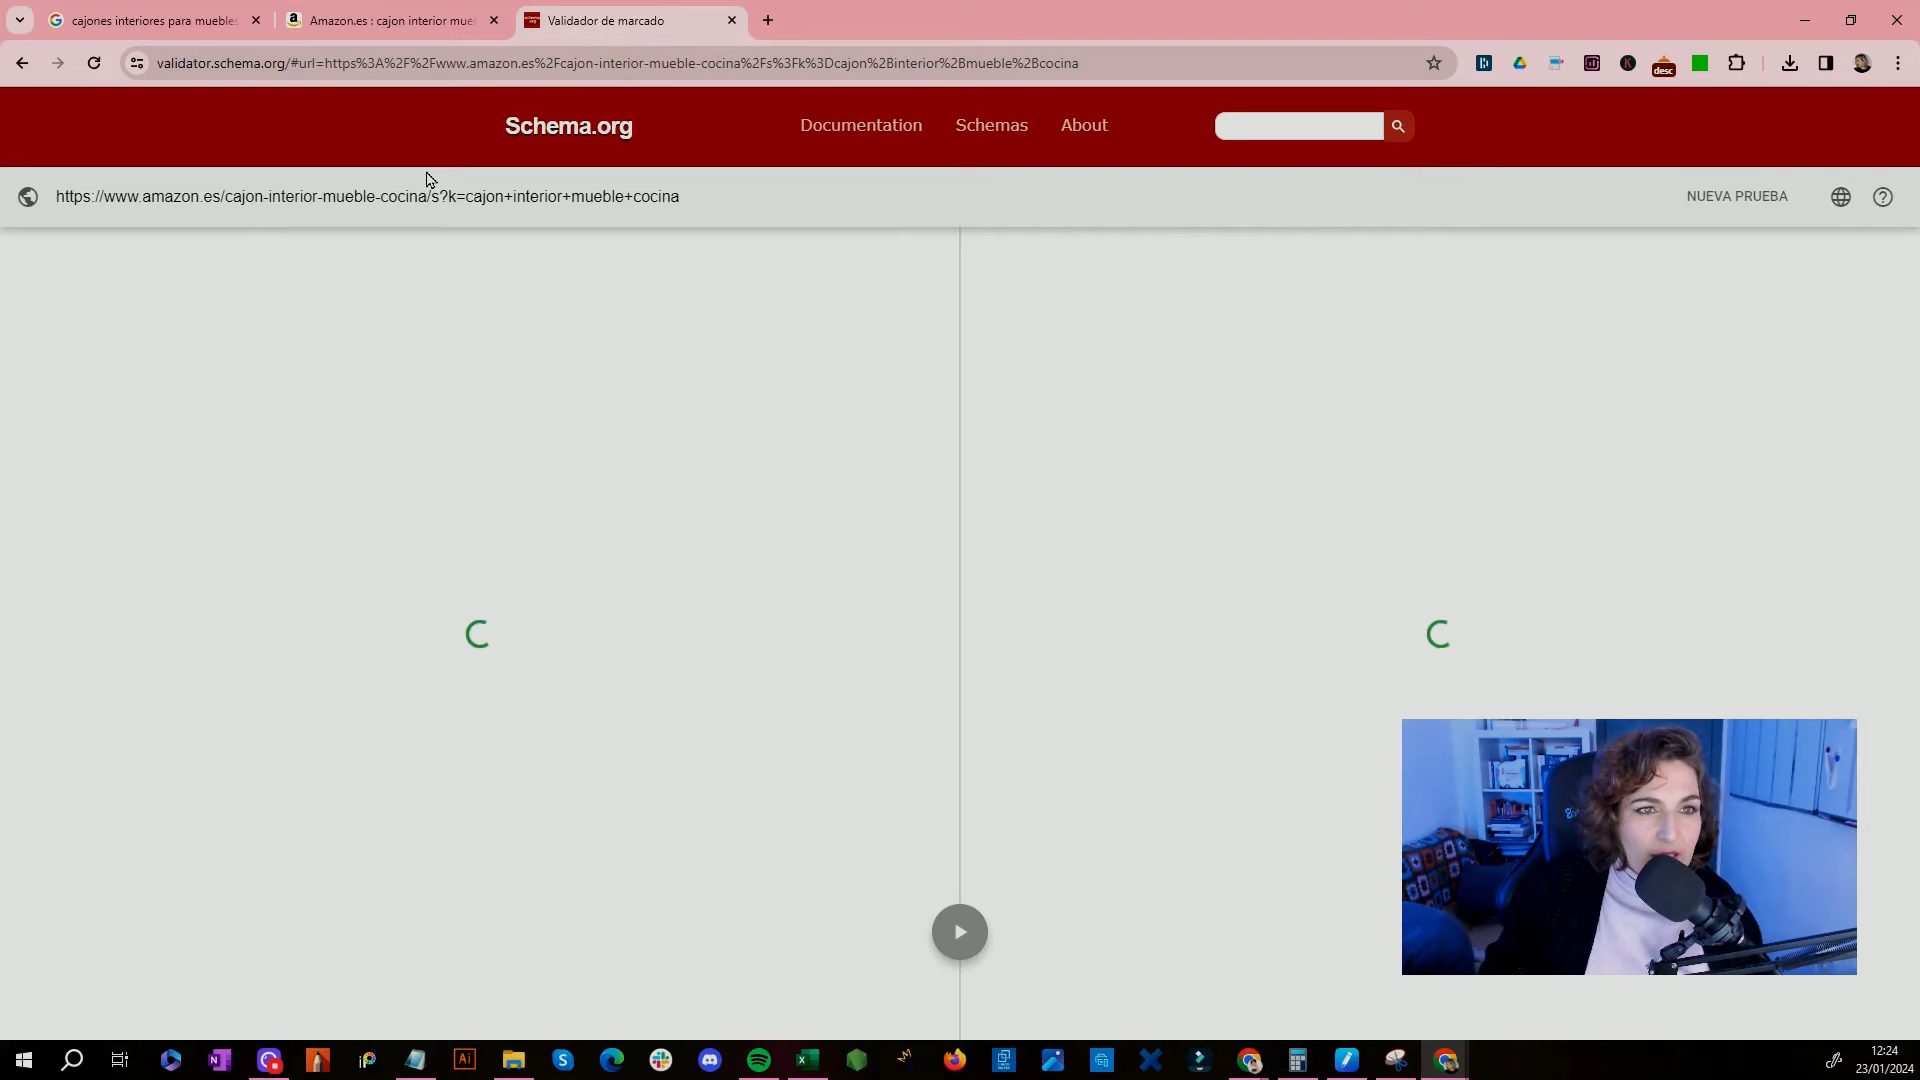 cajones interiores para muebles
Amazon.es : cajon interior mue
Validador de marcado
validator.schema.org/#url=https%3A%2F%2Fwww.amazon.es%2Fcajon-interior-mueble-cocina%2Fs%3Fk%3Dcajon%2Binterior%2Bmueble%2Bcocina
desc
Schema.org
Documentation
Schemas
About
https://www.amazon.es/cajon-interior-mueble-cocina/s?k=cajon+interior+mueble+cocina
NUEVA PRUEBA
12:24
23/01/2024